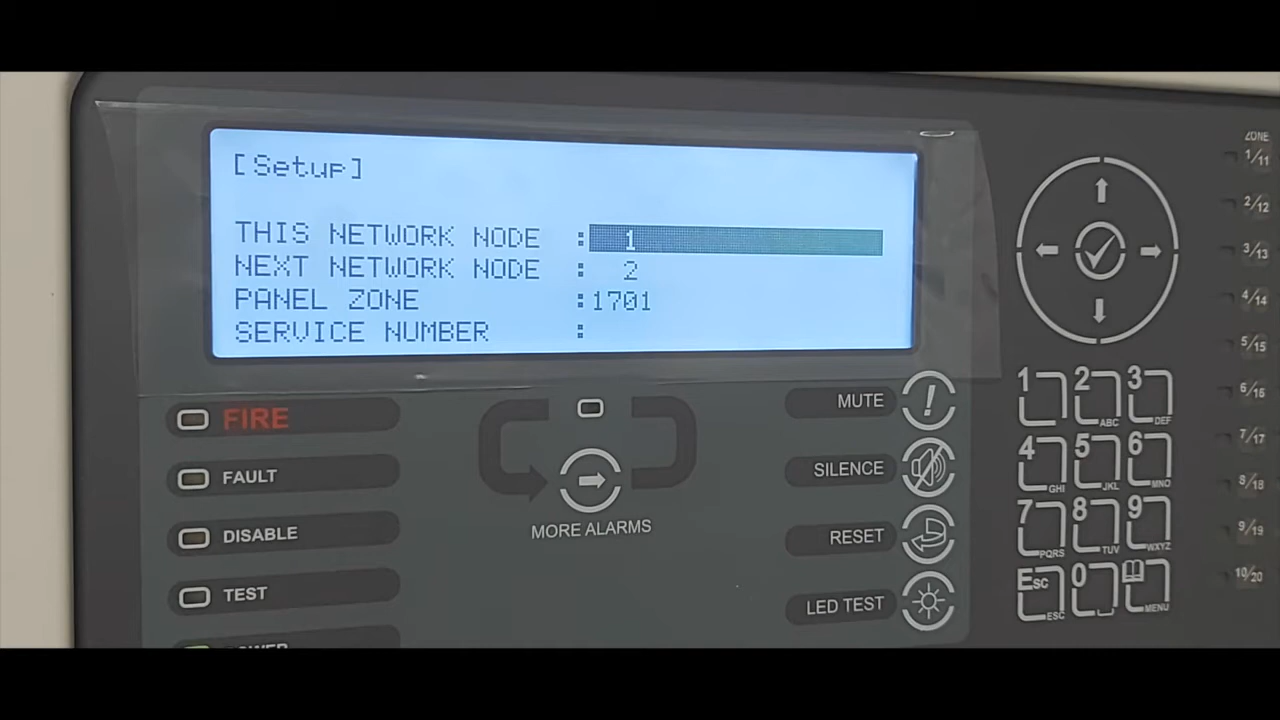 [Setup]
THIS NETWORK NODE : 1
NEXT NETWORK NODE : 2
PANEL ZONE :1701
SERVICE NUMBER :
FIRE
FAULT
DISABLE
TEST
POWER
MORE ALARMS
MUTE
SILENCE
RESET
LED TEST
1 2 ABC 3 DEF
4 GHI 5 JKL 6 MNO
7 PQRS 8 TUV 9 WXYZ
Esc ESC 0 MENU
ZONE
1/11
2/12
3/13
4/14
5/15
6/16
7/17
8/18
9/19
10/20